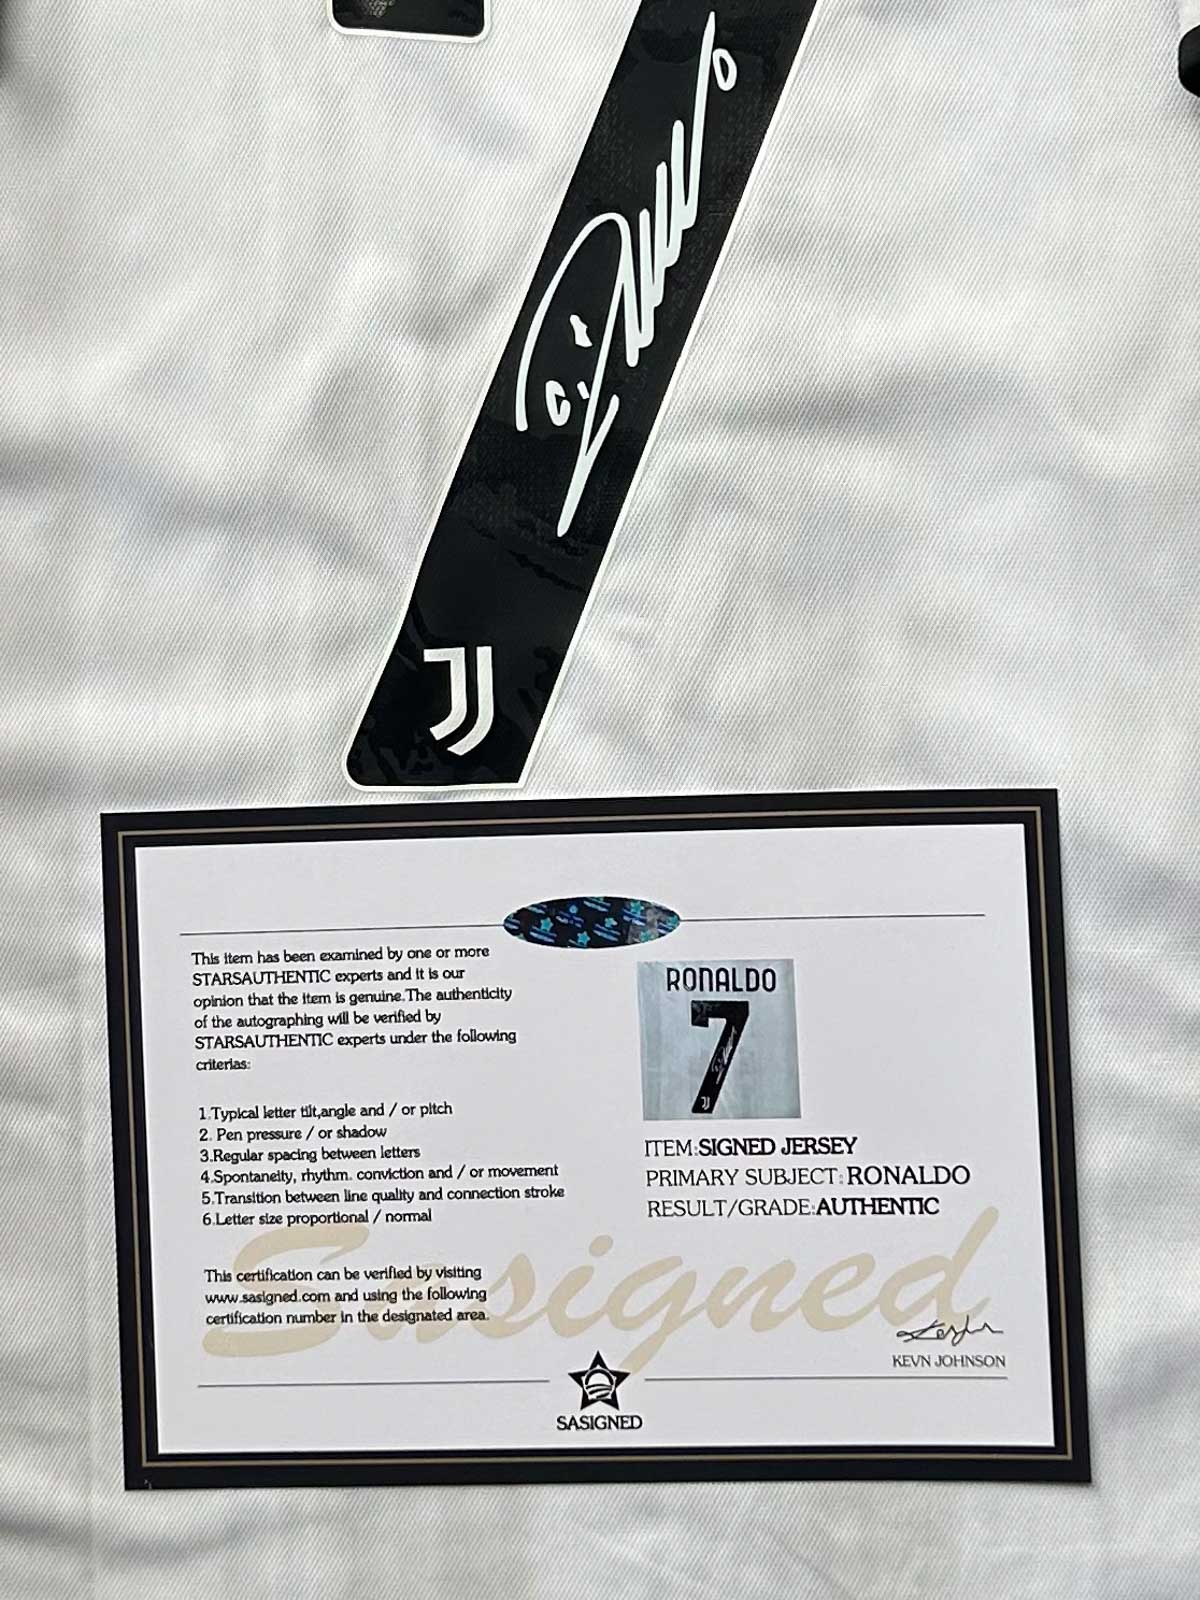 7
This item has been examined by one or more
STARSAUTHENTIC experts and it is our
opinion that the item is genuine.The authenticity
of the autographing will be verified by
STARSAUTHENTIC experts under the following
criterias:
1.Typical letter tilt,angle and / or pitch
2. Pen pressure / or shadow
3.Regular spacing between letters
4.Spontaneity, rhythm. conviction and / or movement
5.Transition between line quality and connection stroke
6.Letter size proportional / normal
This certification can be verified by visiting
www.sasigned.com and using the following
certification number in the designated area.
RONALDO
7
ITEM:SIGNED JERSEY
PRIMARY SUBJECT:RONALDO
RESULT/GRADE:AUTHENTIC
Sasigned
KEVN JOHNSON
SASIGNED